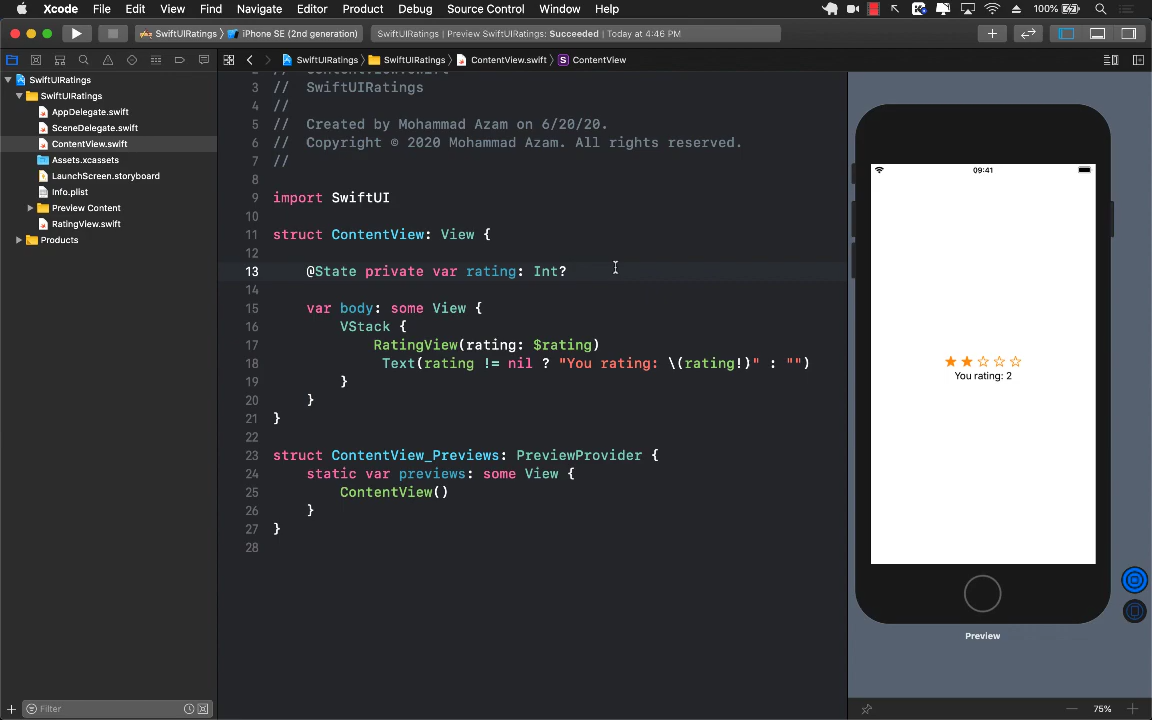 Xcode File Edit View Find Navigate Editor Product Debug Source Control Window Help 100%
SwiftUIRatings iPhone SE (2nd generation) SwiftUIRatings | Preview SwiftUIRatings: Succeeded | Today at 4:46 PM
SwiftUIRatings SwiftUIRatings ContentView.swift S ContentView
SwiftUIRatings
SwiftUIRatings
AppDelegate.swift
SceneDelegate.swift
ContentView.swift
Assets.xcassets
LaunchScreen.storyboard
Info.plist
Preview Content
RatingView.swift
Products
Filter
3 // SwiftUIRatings
4 //
5 // Created by Mohammad Azam on 6/20/20.
6 // Copyright © 2020 Mohammad Azam. All rights reserved.
7 //
8
9 import SwiftUI
10
11 struct ContentView: View {
12
13 @State private var rating: Int?
14
15 var body: some View {
16 VStack {
17 RatingView(rating: $rating)
18 Text(rating != nil ? "You rating: \(rating!)" : "")
19 }
20 }
21 }
22
23 struct ContentView_Previews: PreviewProvider {
24 static var previews: some View {
25 ContentView()
26 }
27 }
28
09:41
You rating: 2
Preview
75%